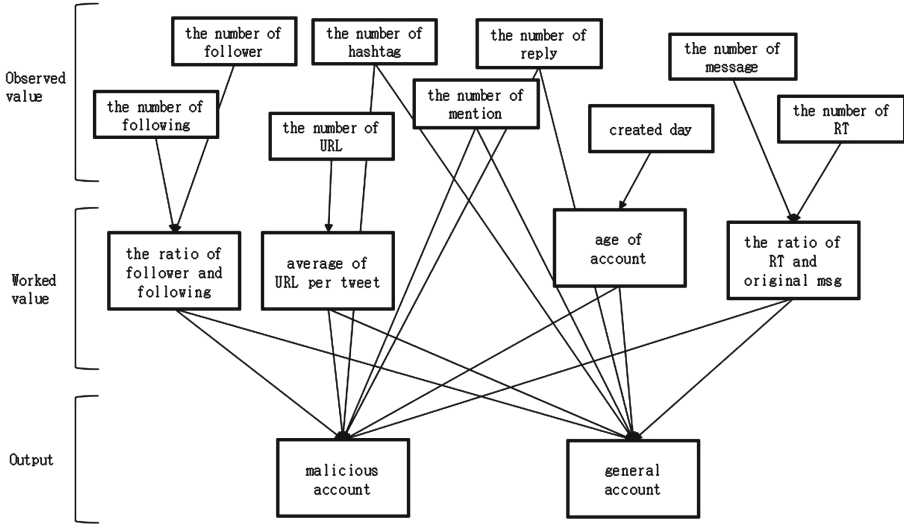 Observed
value
the number of
follower
the number of
hashtag
the number of
reply
the number of
message
the number of
following
the number of
URL
the number of
mention
created day
the number of
RT
Worked
value
the ratio of
follower and
following
average of
URL per tweet
age of
account
the ratio of
RT and
original msg
Output
malicious
account
general
account